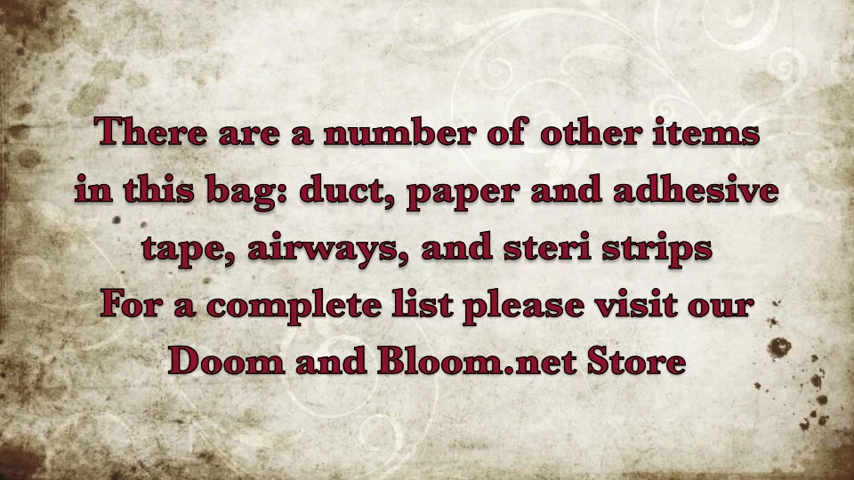 There are a number of other items
in this bag: duct, paper and adhesive
tape, airways, and steri strips
For a complete list please visit our
Doom and Bloom.net Store